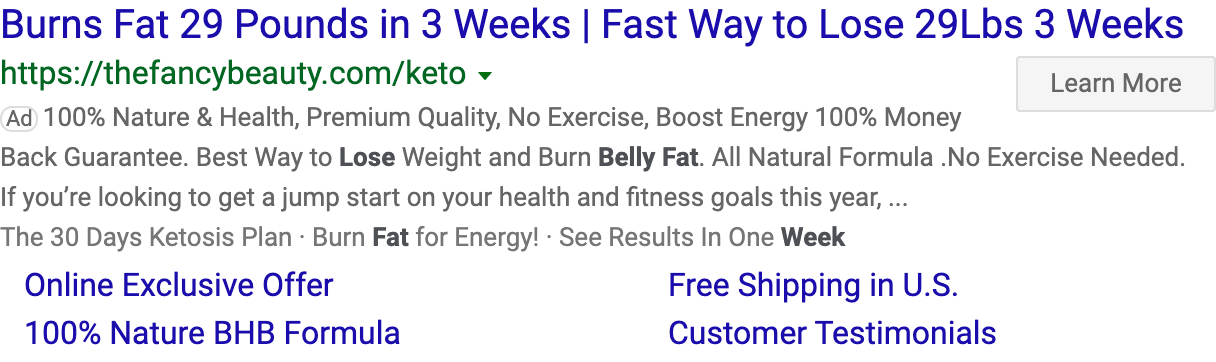 Burns Fat 29 Pounds in 3 Weeks | Fast Way to Lose 29Lbs 3 Weeks
https://thefancybeauty.com/keto
Learn More
Ad 100% Nature & Health, Premium Quality, No Exercise, Boost Energy 100% Money
Back Guarantee. Best Way to Lose Weight and Burn Belly Fat. All Natural Formula .No Exercise Needed.
If you’re looking to get a jump start on your health and fitness goals this year, ...
The 30 Days Ketosis Plan · Burn Fat for Energy! · See Results In One Week
Online Exclusive Offer
Free Shipping in U.S.
100% Nature BHB Formula
Customer Testimonials